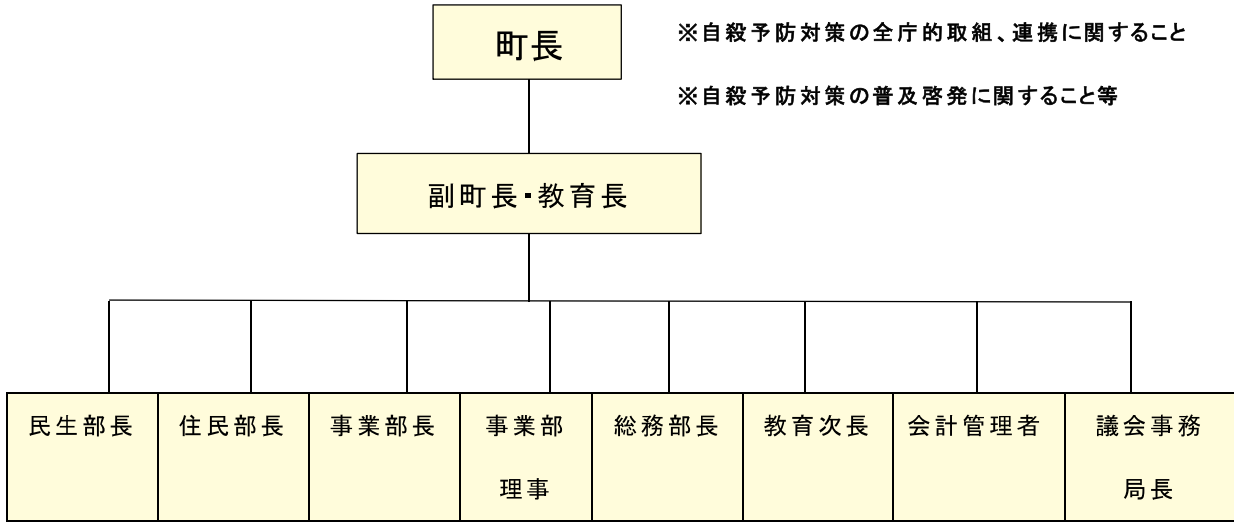 町長
※自殺予防対策の全庁的取組、連携に関すること
※自殺予防対策の普及啓発に関すること等
副町長・教育長
民生部長
住民部長
事業部長
事業部
理事
総務部長
教育次長
会計管理者
議会事務
局長